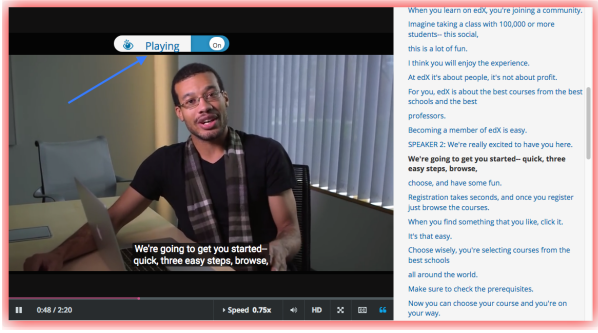 Playing
On
We're going to get you started--
quick, three easy steps, browse,
0:48 / 2:20
Speed 0.75x
HD
When you learn on edX, you're joining a community.
Imagine taking a class with 100,000 or more
students-- this social,
this is a lot of fun.
I think you will enjoy the experience.
At edX it's about people, it's not about profit.
For you, edX is about the best courses from the best
schools and the best
professors.
Becoming a member of edX is easy.
SPEAKER 2: We're really excited to have you here.
We're going to get you started-- quick, three
easy steps, browse,
choose, and have some fun.
Registration takes seconds, and once you register
just browse the courses.
When you find something that you like, click it.
It's that easy.
Choose wisely, you're selecting courses from the
best schools
all around the world.
Make sure to check the prerequisites.
Now you can choose your course and you're on
your way.